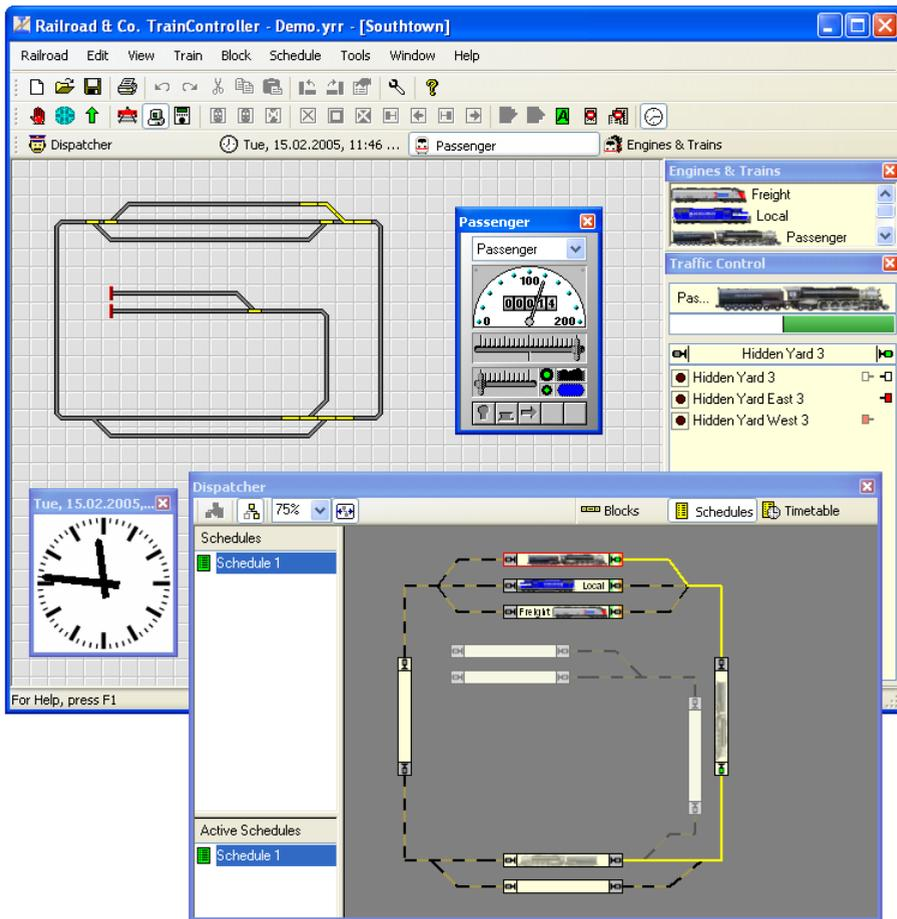 Railroad & Co. TrainController - Demo.yrr - [Southtown]
Railroad Edit View Train Block Schedule Tools Window Help
Dispatcher Tue, 15.02.2005, 11:46 ... Passenger Engines & Trains
Engines & Trains
Freight
Local
Passenger
Traffic Control
Pas...
Hidden Yard 3
Hidden Yard 3
Hidden Yard East 3
Hidden Yard West 3
Passenger
Passenger
100
00014
0 200
Tue, 15.02.2005,...
For Help, press F1
Dispatcher
75% Blocks Schedules Timetable
Schedules
Schedule 1
Local
Freight
Active Schedules
Schedule 1